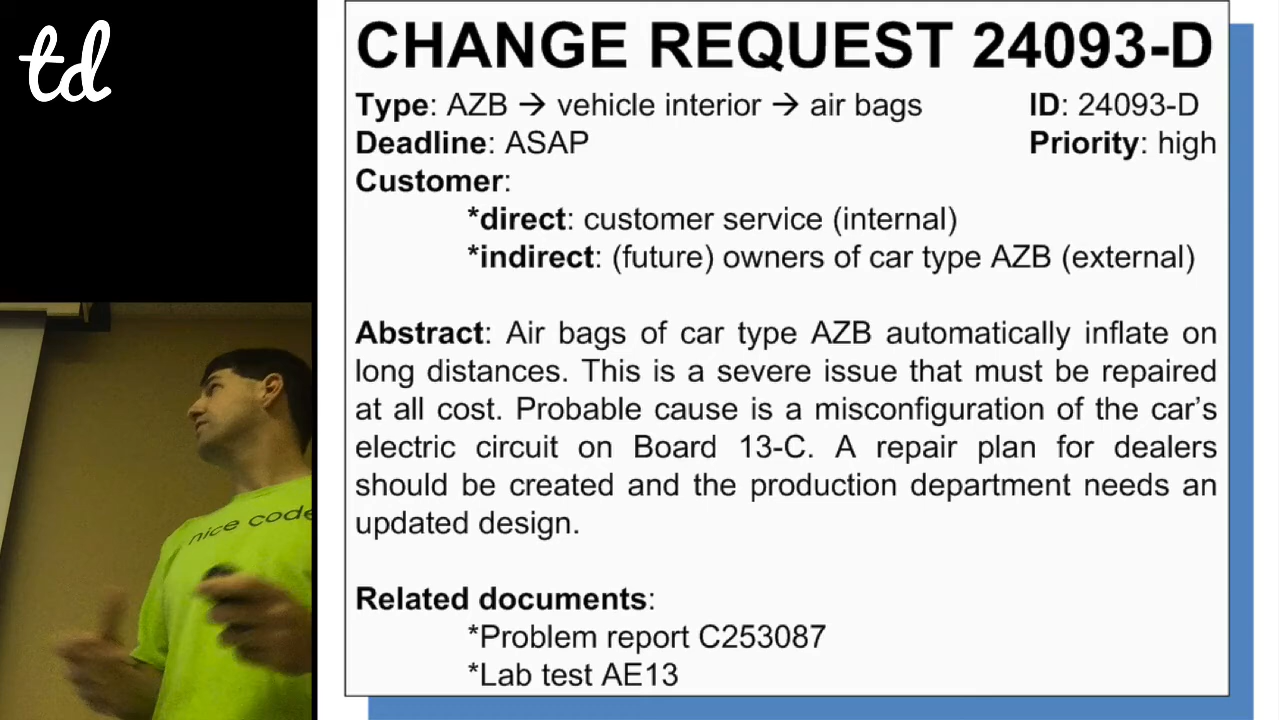 td
CHANGE REQUEST 24093-D
Type: AZB → vehicle interior → air bags ID: 24093-D
Deadline: ASAP Priority: high
Customer:
*direct: customer service (internal)
*indirect: (future) owners of car type AZB (external)
Abstract: Air bags of car type AZB automatically inflate on
long distances. This is a severe issue that must be repaired
at all cost. Probable cause is a misconfiguration of the car's
electric circuit on Board 13-C. A repair plan for dealers
should be created and the production department needs an
updated design.
Related documents:
*Problem report C253087
*Lab test AE13
nice code